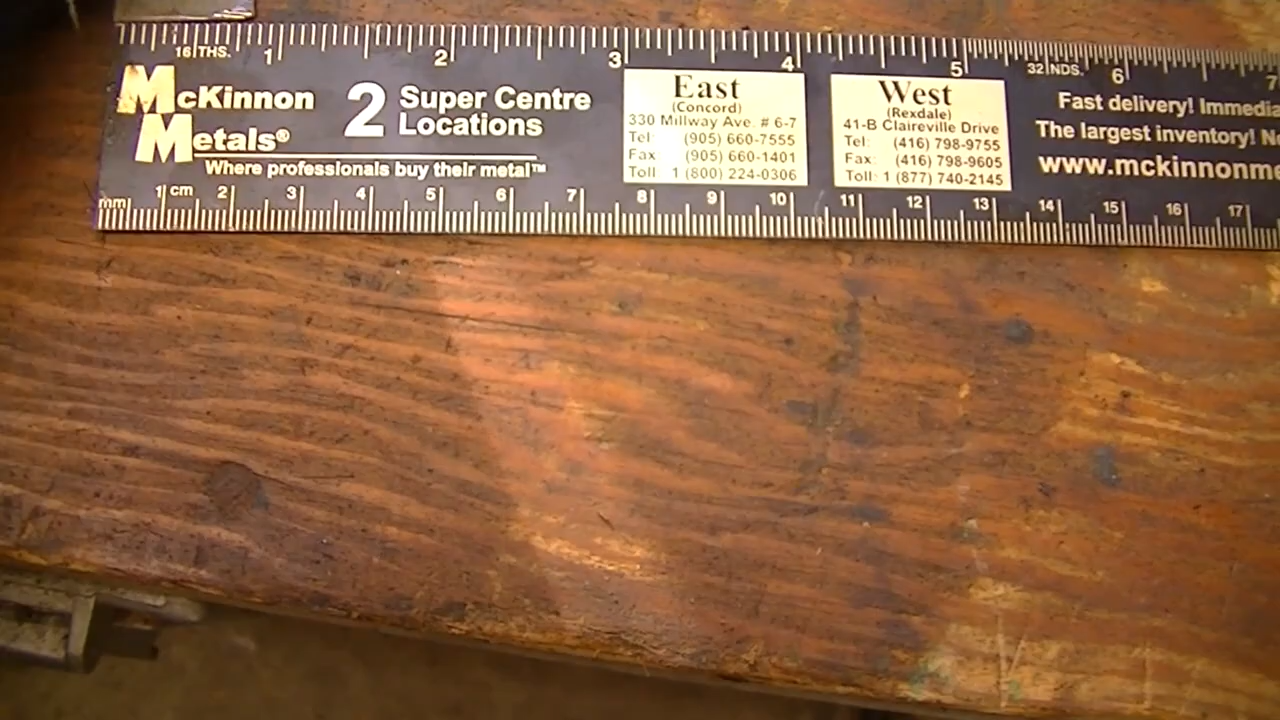 16 THS. 1 2 3 4 5 32 NDS. 6 7
McKinnon
Metals®
Where professionals buy their metal™
2 Super Centre
Locations
East
(Concord)
330 Millway Ave. # 6-7
Tel: (905) 660-7555
Fax: (905) 660-1401
Toll: 1 (800) 224-0306
West
(Rexdale)
41-B Claireville Drive
Tel: (416) 798-9755
Fax: (416) 798-9605
Toll: 1 (877) 740-2145
Fast delivery! Immedia
The largest inventory! N
www.mckinnonme
mm 1 cm 2 3 4 5 6 7 8 9 10 11 12 13 14 15 16 17